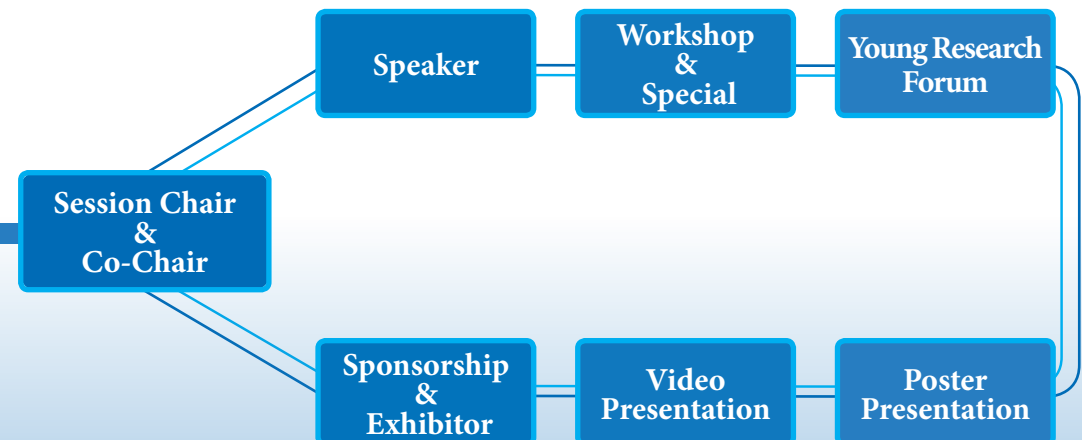 Speaker
Workshop
&
Special
Young Research
Forum
Session Chair
&
Co-Chair
Sponsorship
&
Exhibitor
Video
Presentation
Poster
Presentation